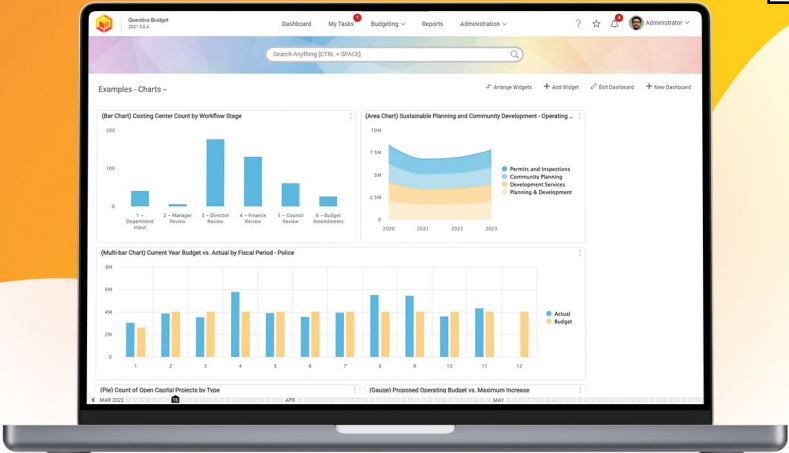 Questica Budget
2021.3.0.4
Dashboard
My Tasks
1
Budgeting
Reports
Administration
?
4
Administrator
Search Anything [CTRL + SPACE]
Examples - Charts
Arrange Widgets
Add Widget
Edit Dashboard
New Dashboard
(Bar Chart) Costing Center Count by Workflow Stage
200
100
0
1 – Department Input
2 – Manager Review
3 – Director Review
4 – Finance Review
5 – Council Review
6 – Budget Amendments
(Area Chart) Sustainable Planning and Community Development - Operating ...
10M
7.5M
5M
2.5M
0
2020 2021 2022 2023
Permits and Inspections
Community Planning
Development Services
Planning & Development
(Multi-bar Chart) Current Year Budget vs. Actual by Fiscal Period - Police
8M
6M
4M
2M
0
1 2 3 4 5 6 7 8 9 10 11 12
Actual
Budget
(Pie) Count of Open Capital Projects by Type
(Gauge) Proposed Operating Budget vs. Maximum Increase
MAR 2022
APR
MAY